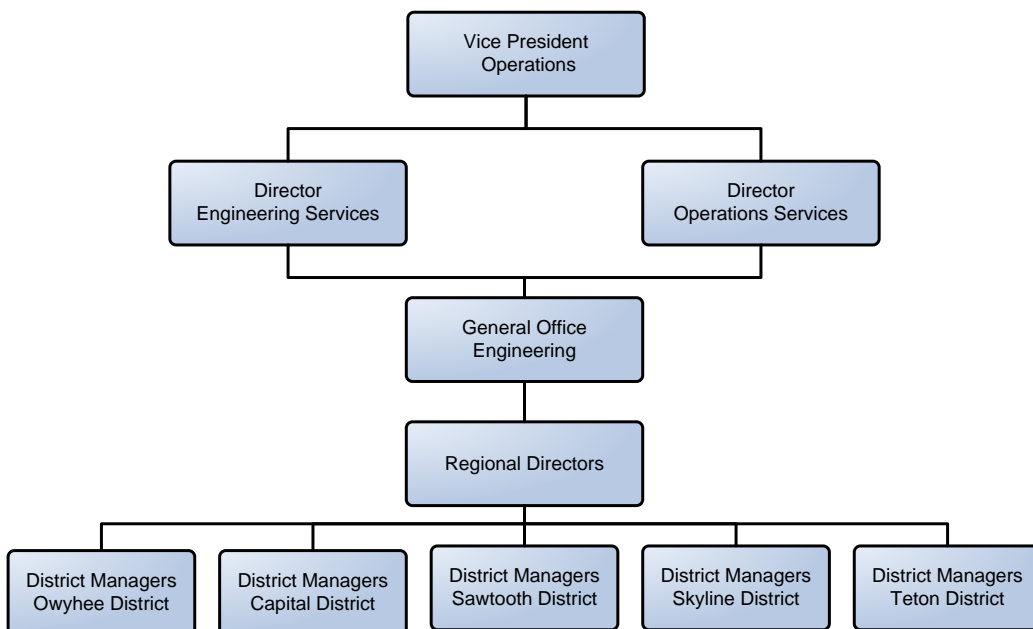 Vice President
Operations
Director
Engineering Services
Director
Operations Services
General Office
Engineering
Regional Directors
District Managers
Owyhee District
District Managers
Capital District
District Managers
Sawtooth District
District Managers
Skyline District
District Managers
Teton District